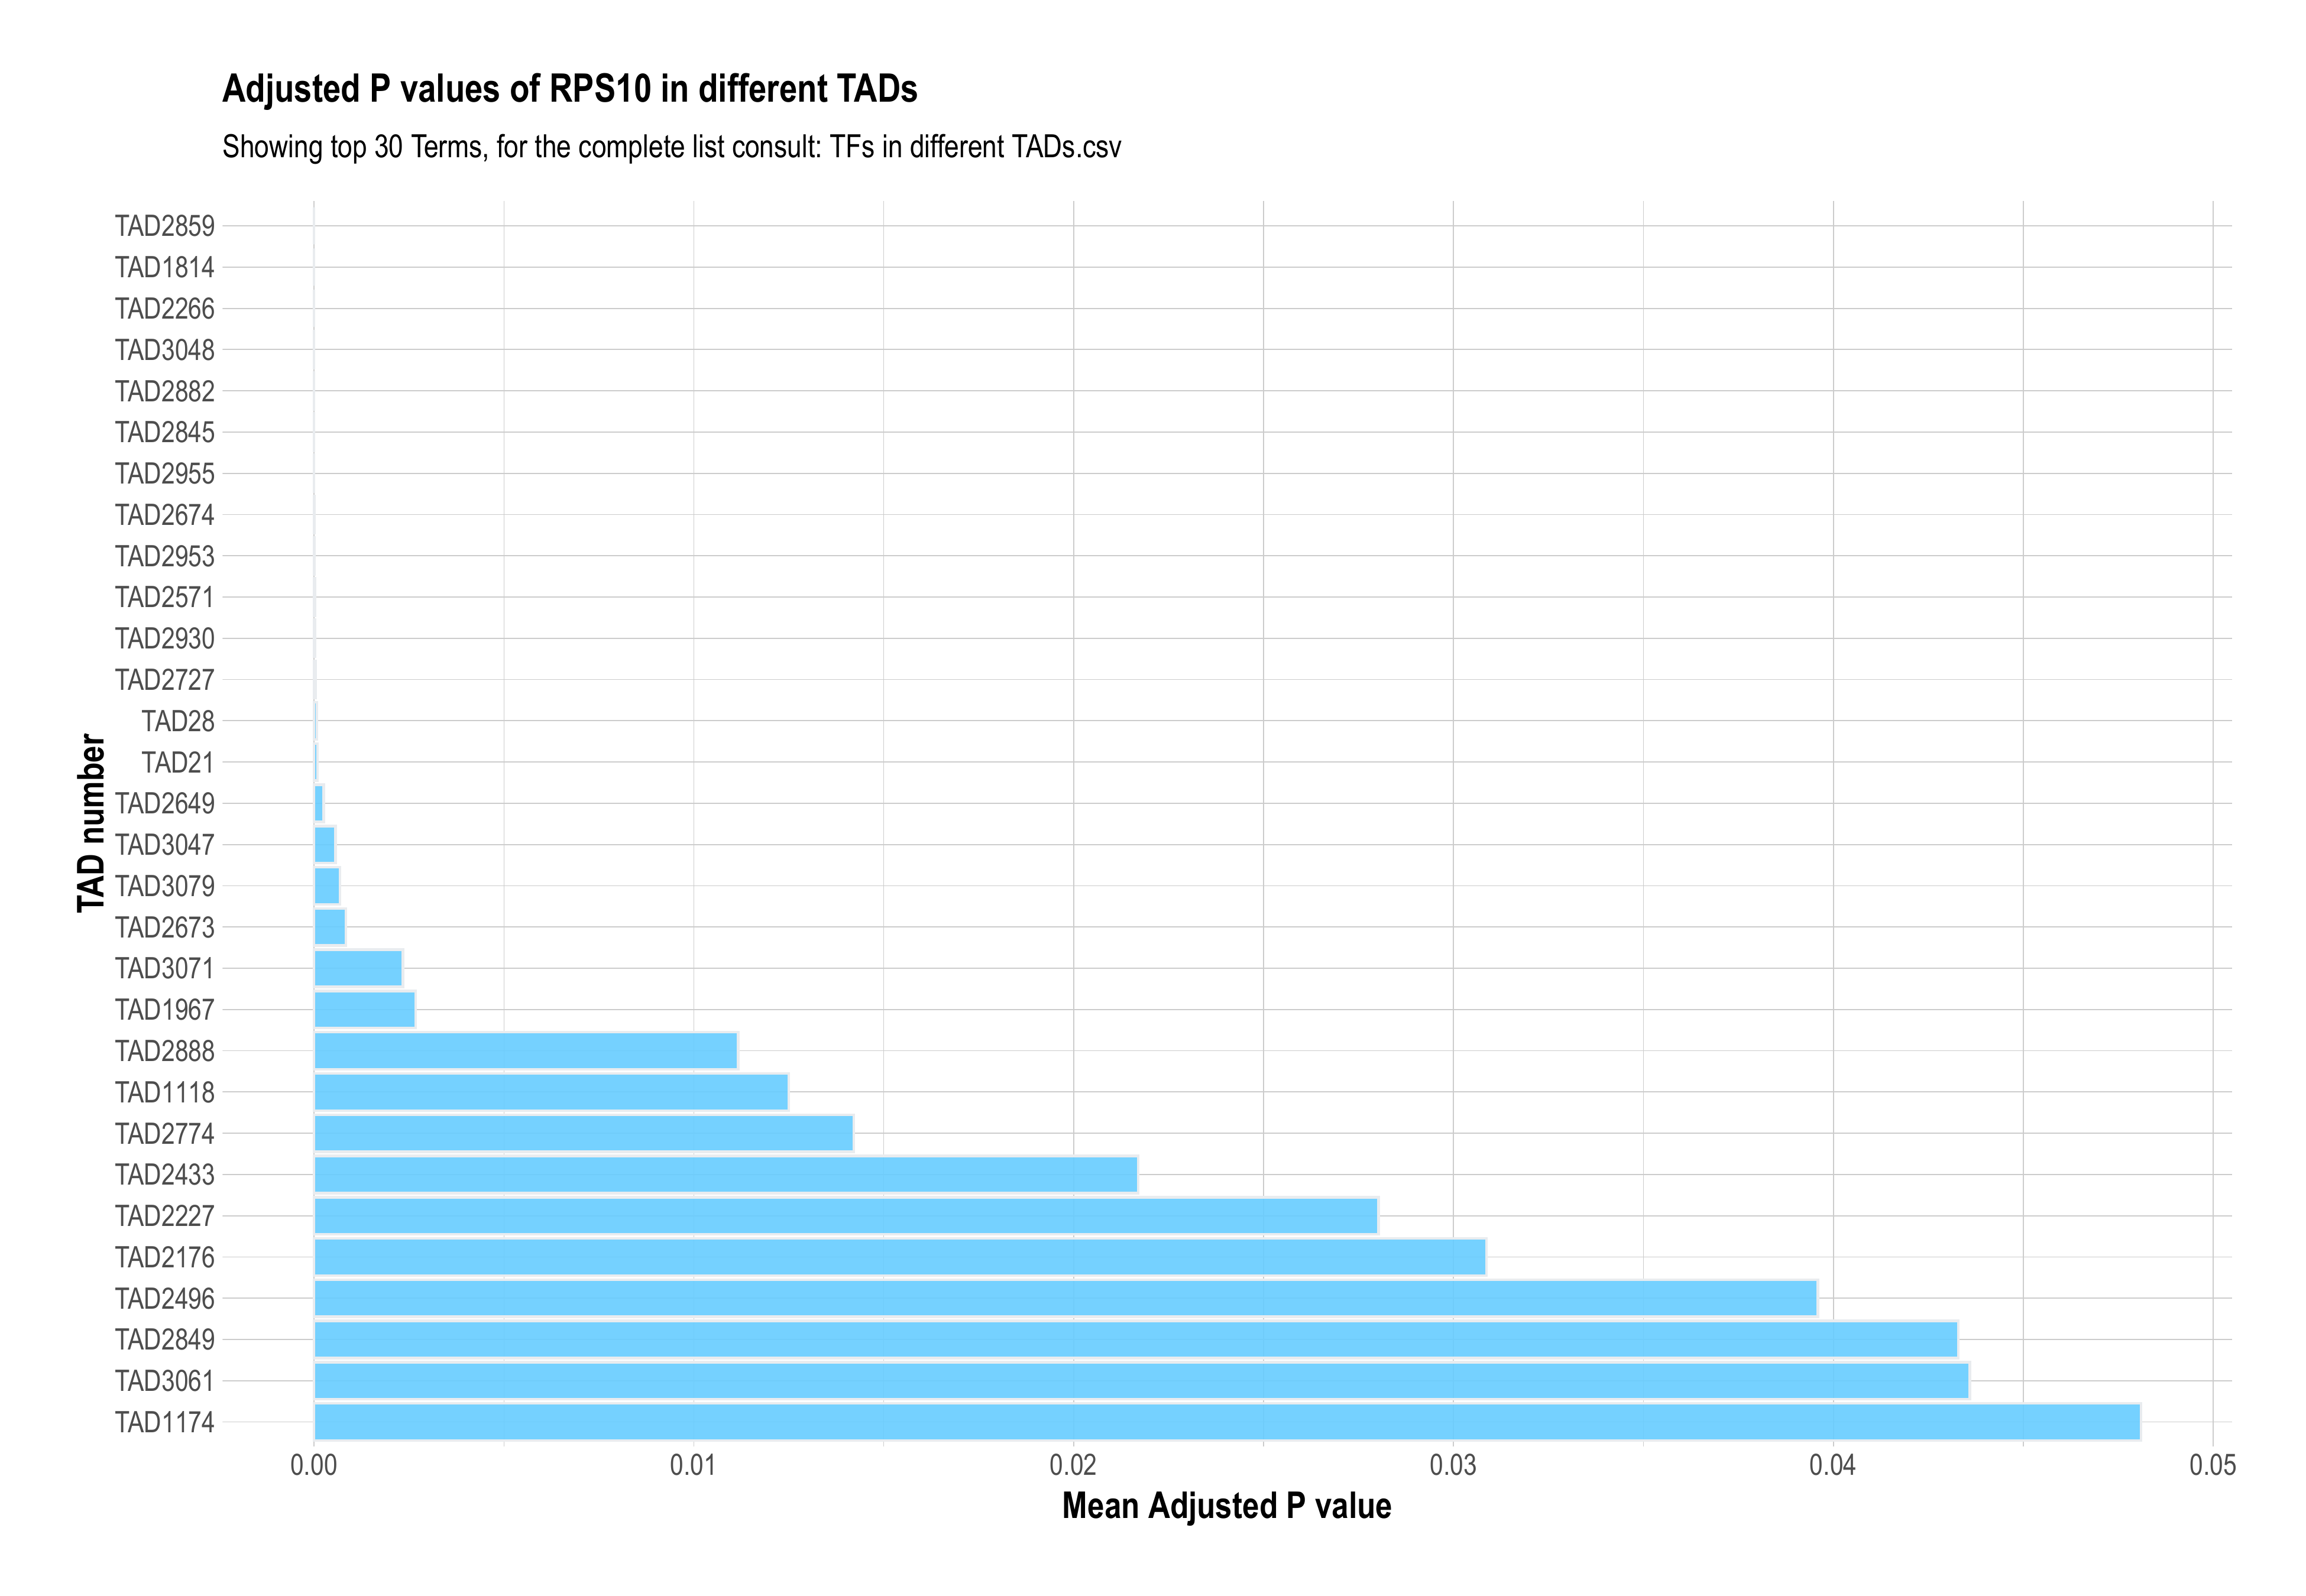 Adjusted P values of RPS10 in different TADs
Showing top 30 Terms, for the complete list consult: TFs in different TADs.csv
TAD number
TAD2859
TAD1814
TAD2266
TAD3048
TAD2882
TAD2845
TAD2955
TAD2674
TAD2953
TAD2571
TAD2930
TAD2727
TAD28
TAD21
TAD2649
TAD3047
TAD3079
TAD2673
TAD3071
TAD1967
TAD2888
TAD1118
TAD2774
TAD2433
TAD2227
TAD2176
TAD2496
TAD2849
TAD3061
TAD1174
0.00 0.01 0.02 0.03 0.04 0.05
Mean Adjusted P value